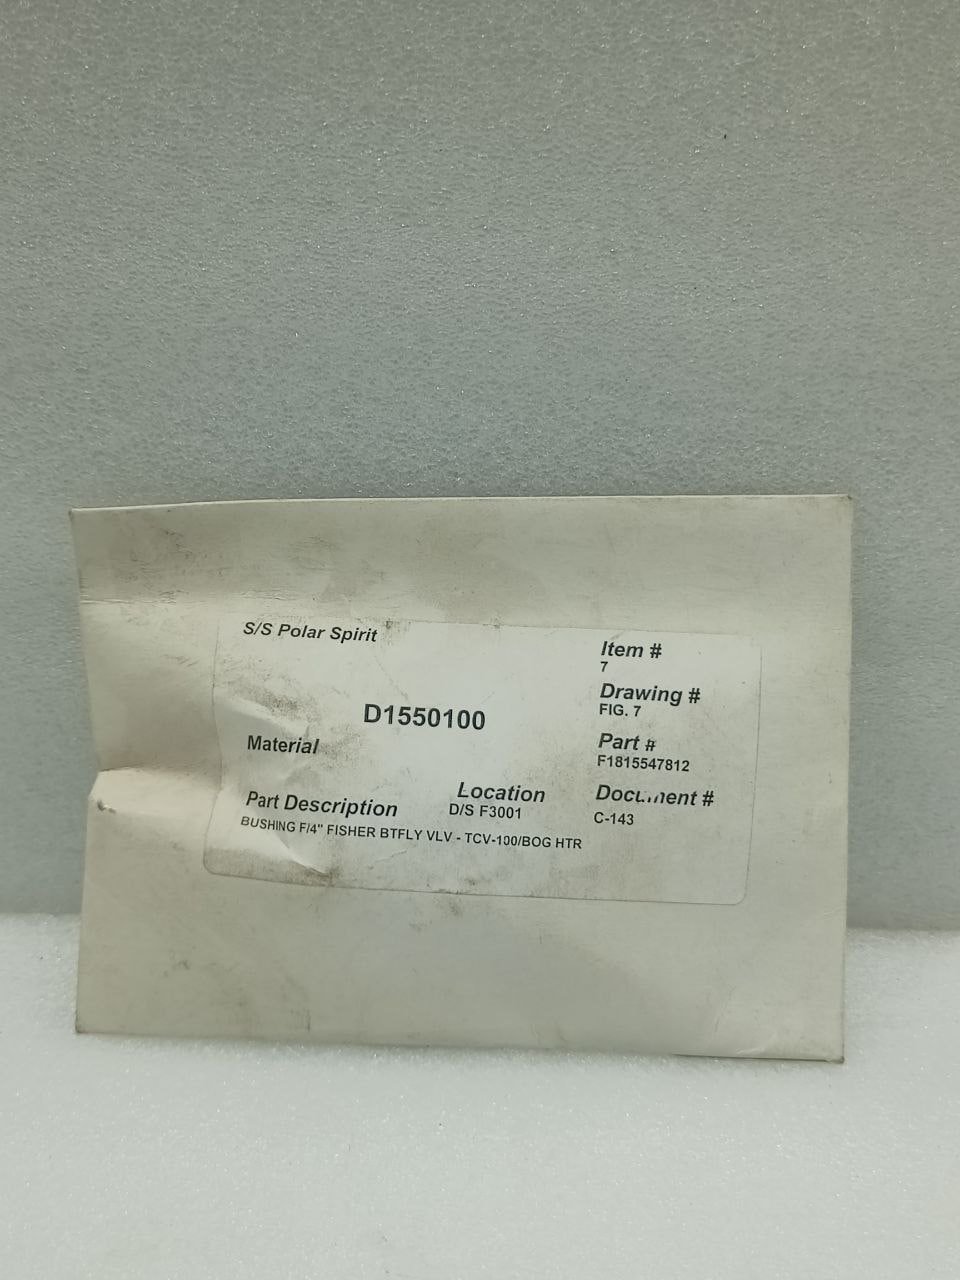 S/S Polar Spirit
Item #
7
Drawing #
FIG. 7
D1550100
Material
Part #
F1815547812
Location
D/S F3001
Document #
C-143
Part Description
BUSHING F/4" FISHER BTFLY VLV - TCV-100/BOG HTR